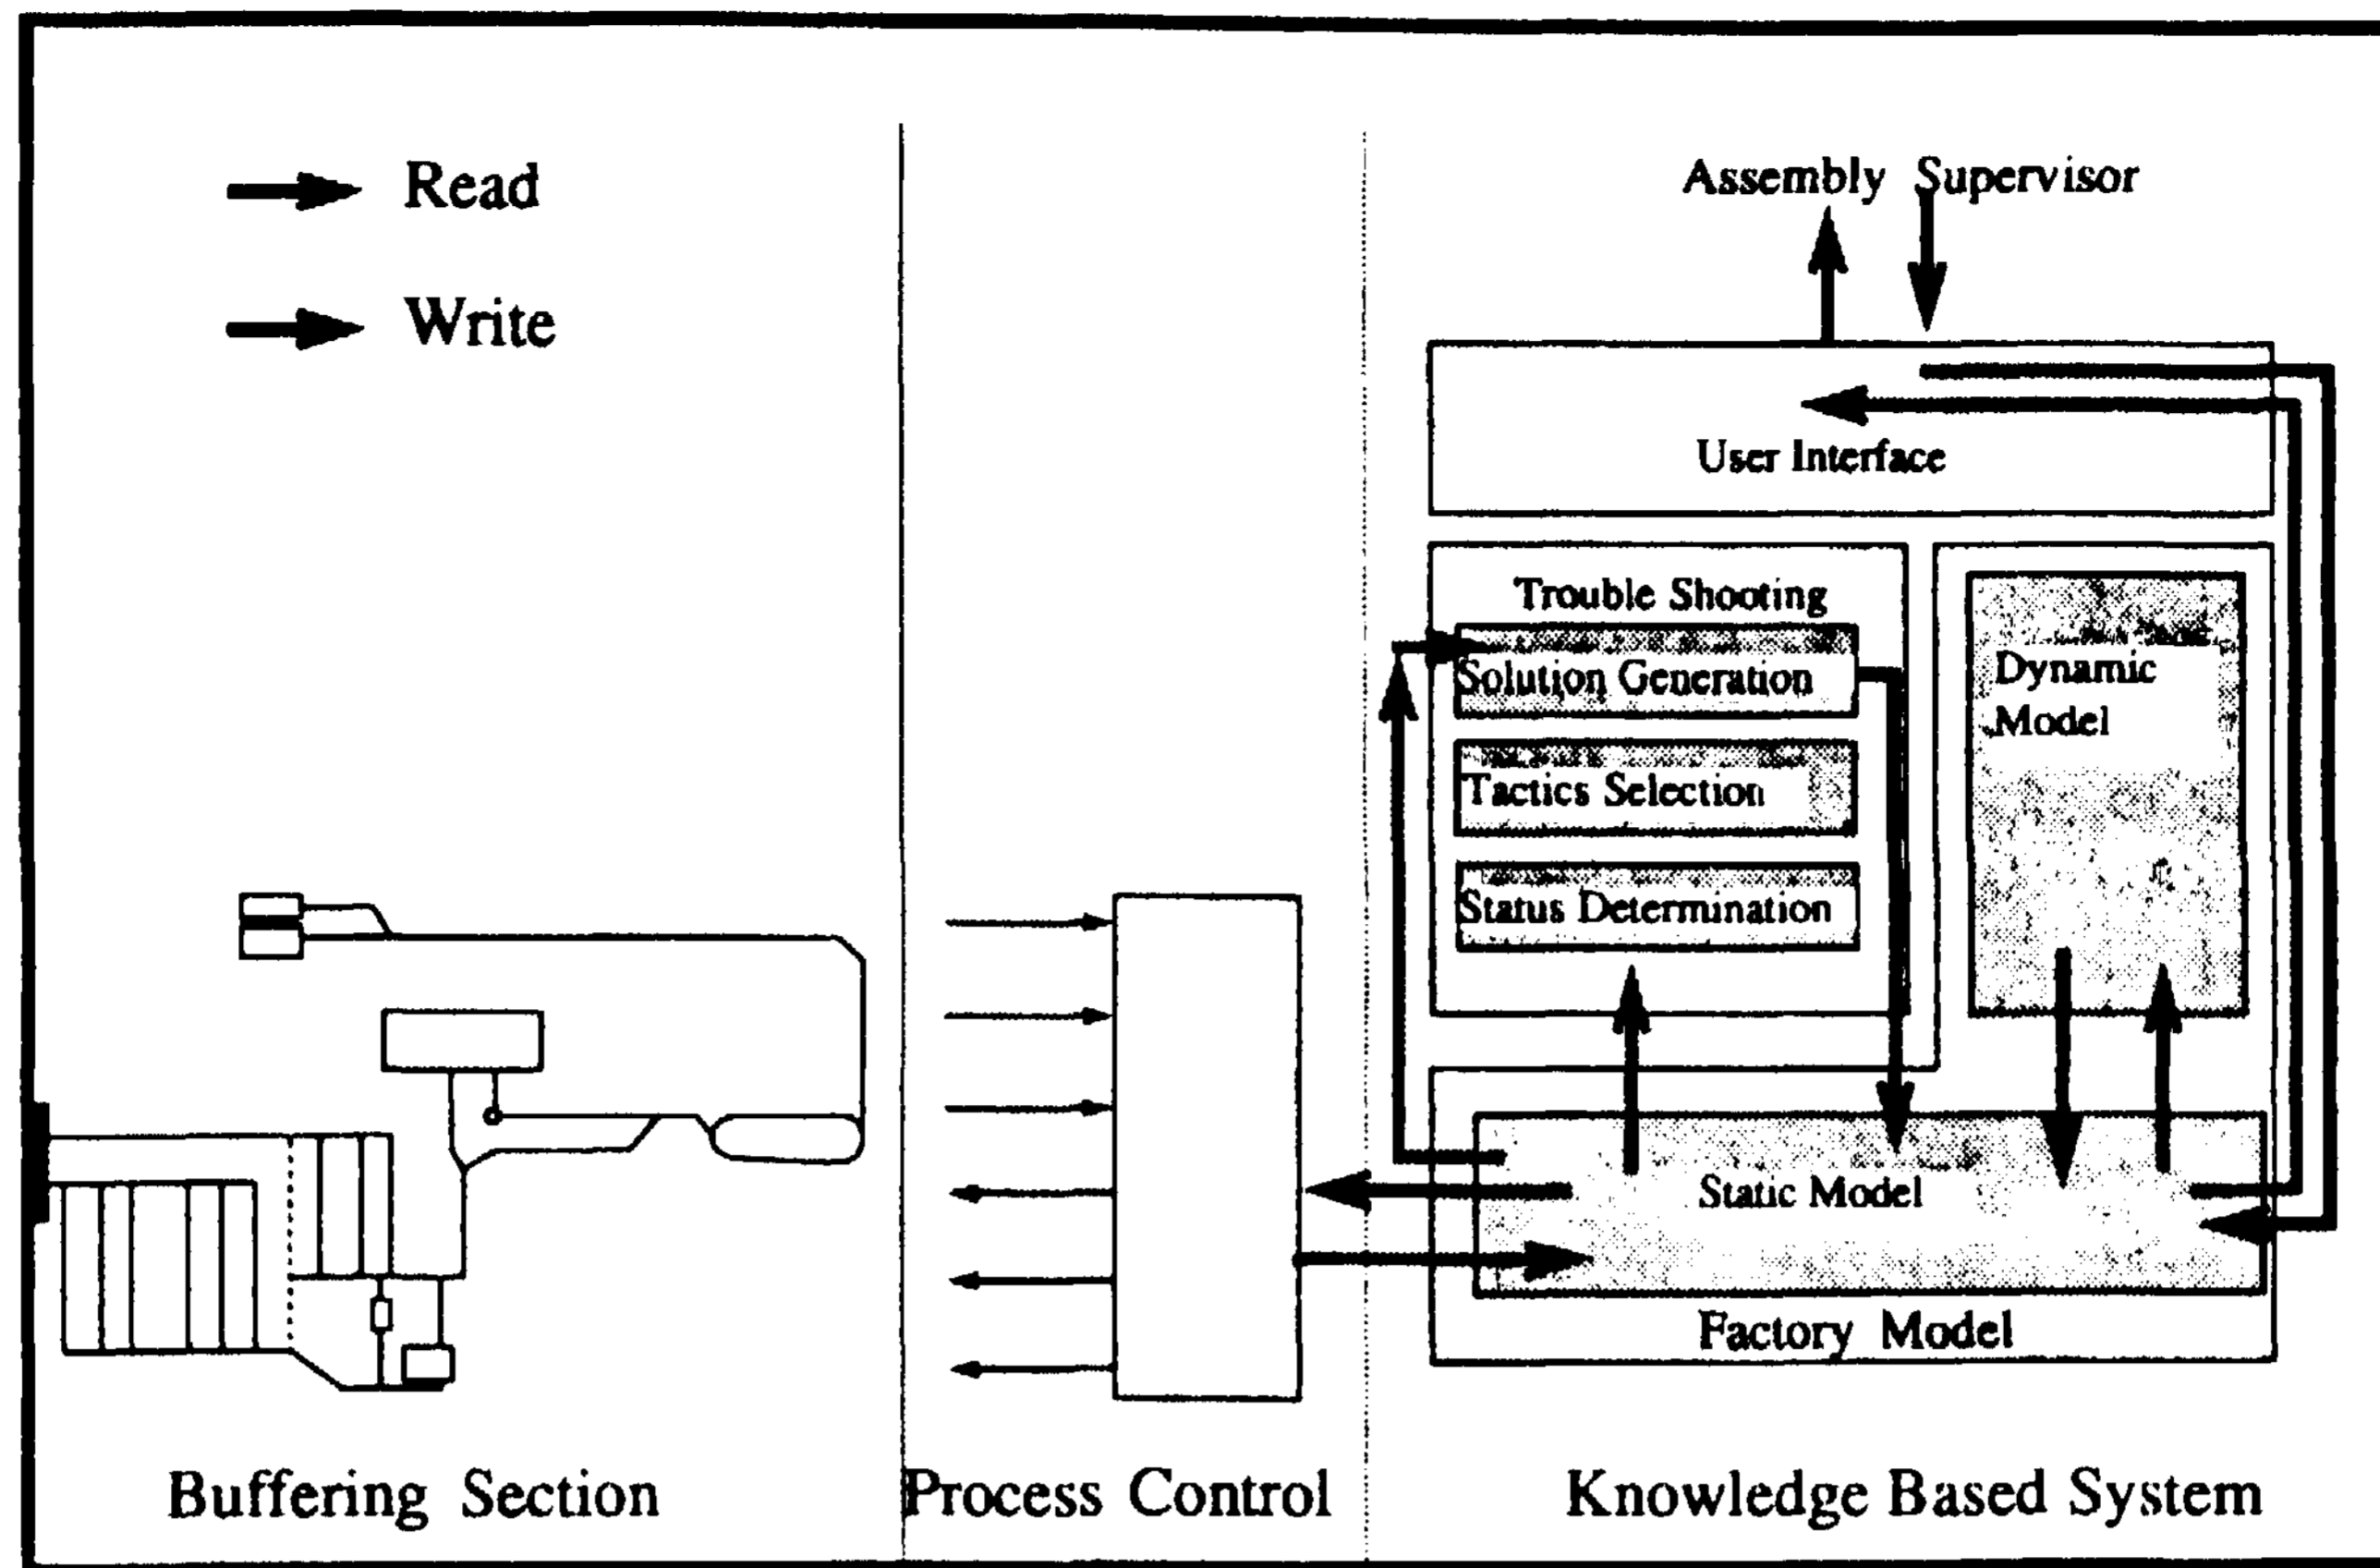 Read
Write
Assembly Supervisor
User Interface
Trouble Shooting
Solution Generation
Tactics Selection
Status Determination
Dynamic
Model
Static Model
Factory Model
Buffering Section
Process Control
Knowledge Based System